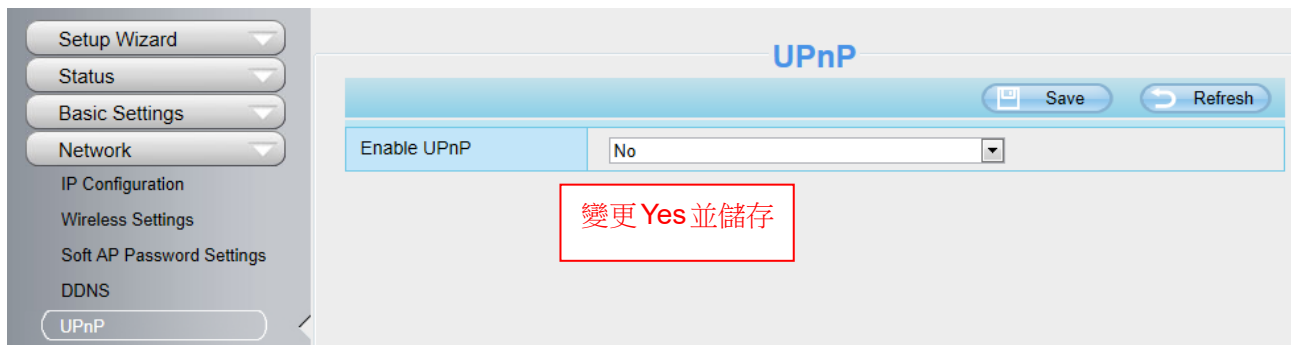 Setup Wizard
Status
Basic Settings
Network
IP Configuration
Wireless Settings
Soft AP Password Settings
DDNS
UPnP
UPnP
Save Refresh
Enable UPnP No
變更Yes並儲存